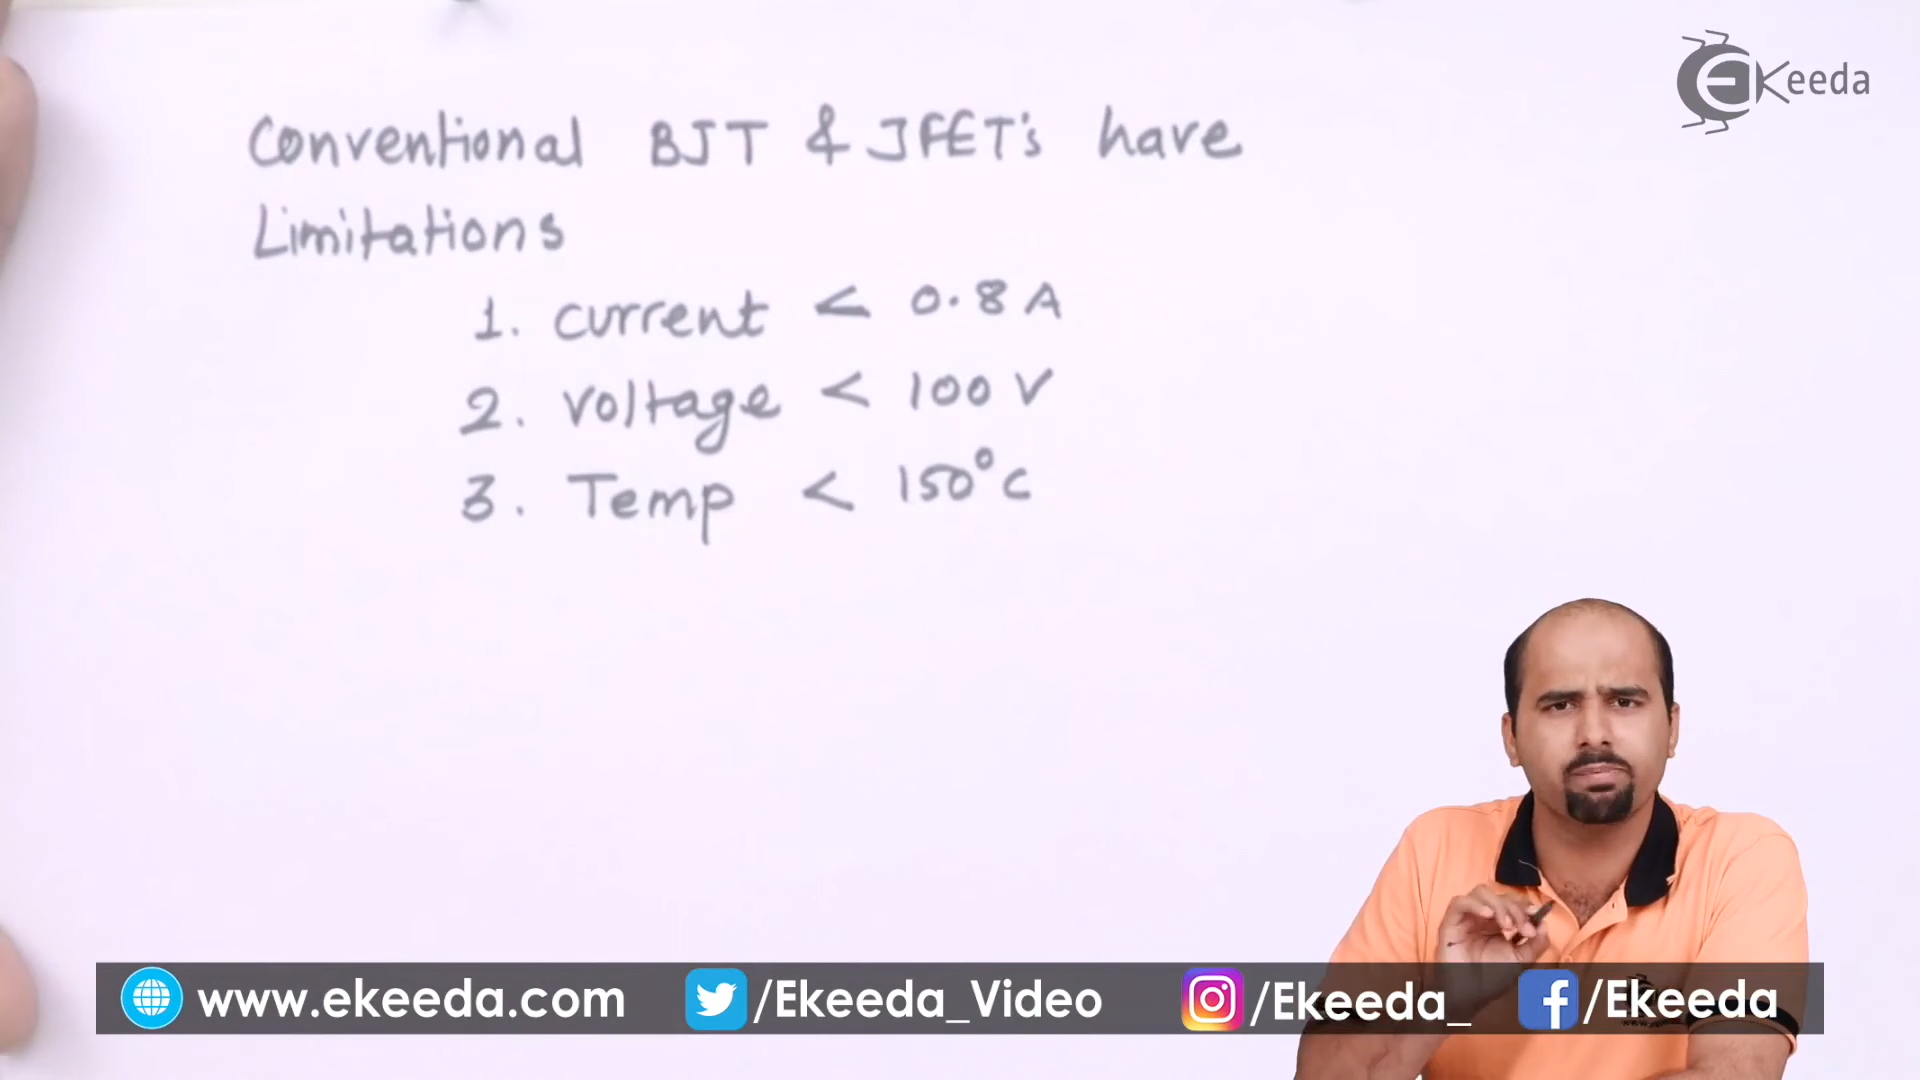 Conventional BJT & JFET's have
Limitations
1. current < 0.8 A
2. voltage < 100 V
3. Temp < 150°C
EKeeda
www.ekeeda.com
/Ekeeda_Video
/Ekeeda_
/Ekeeda